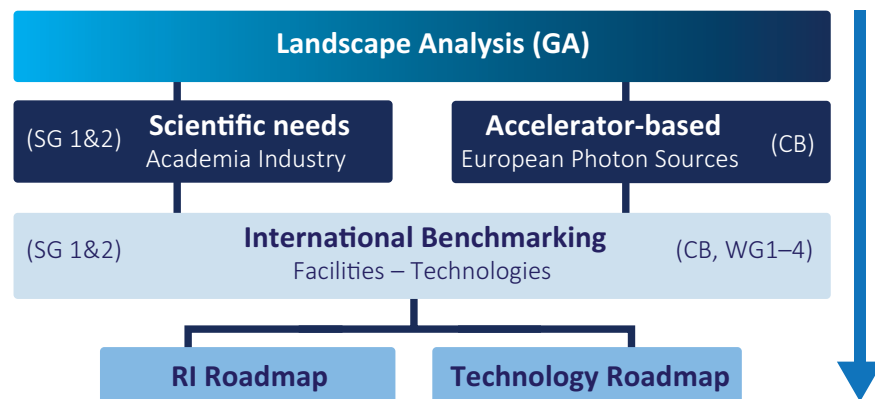 Landscape Analysis (GA)
(SG 1&2)
Scientific needs
Academia Industry
Accelerator-based
European Photon Sources
(CB)
(SG 1&2)
International Benchmarking
Facilities – Technologies
(CB, WG1–4)
RI Roadmap
Technology Roadmap